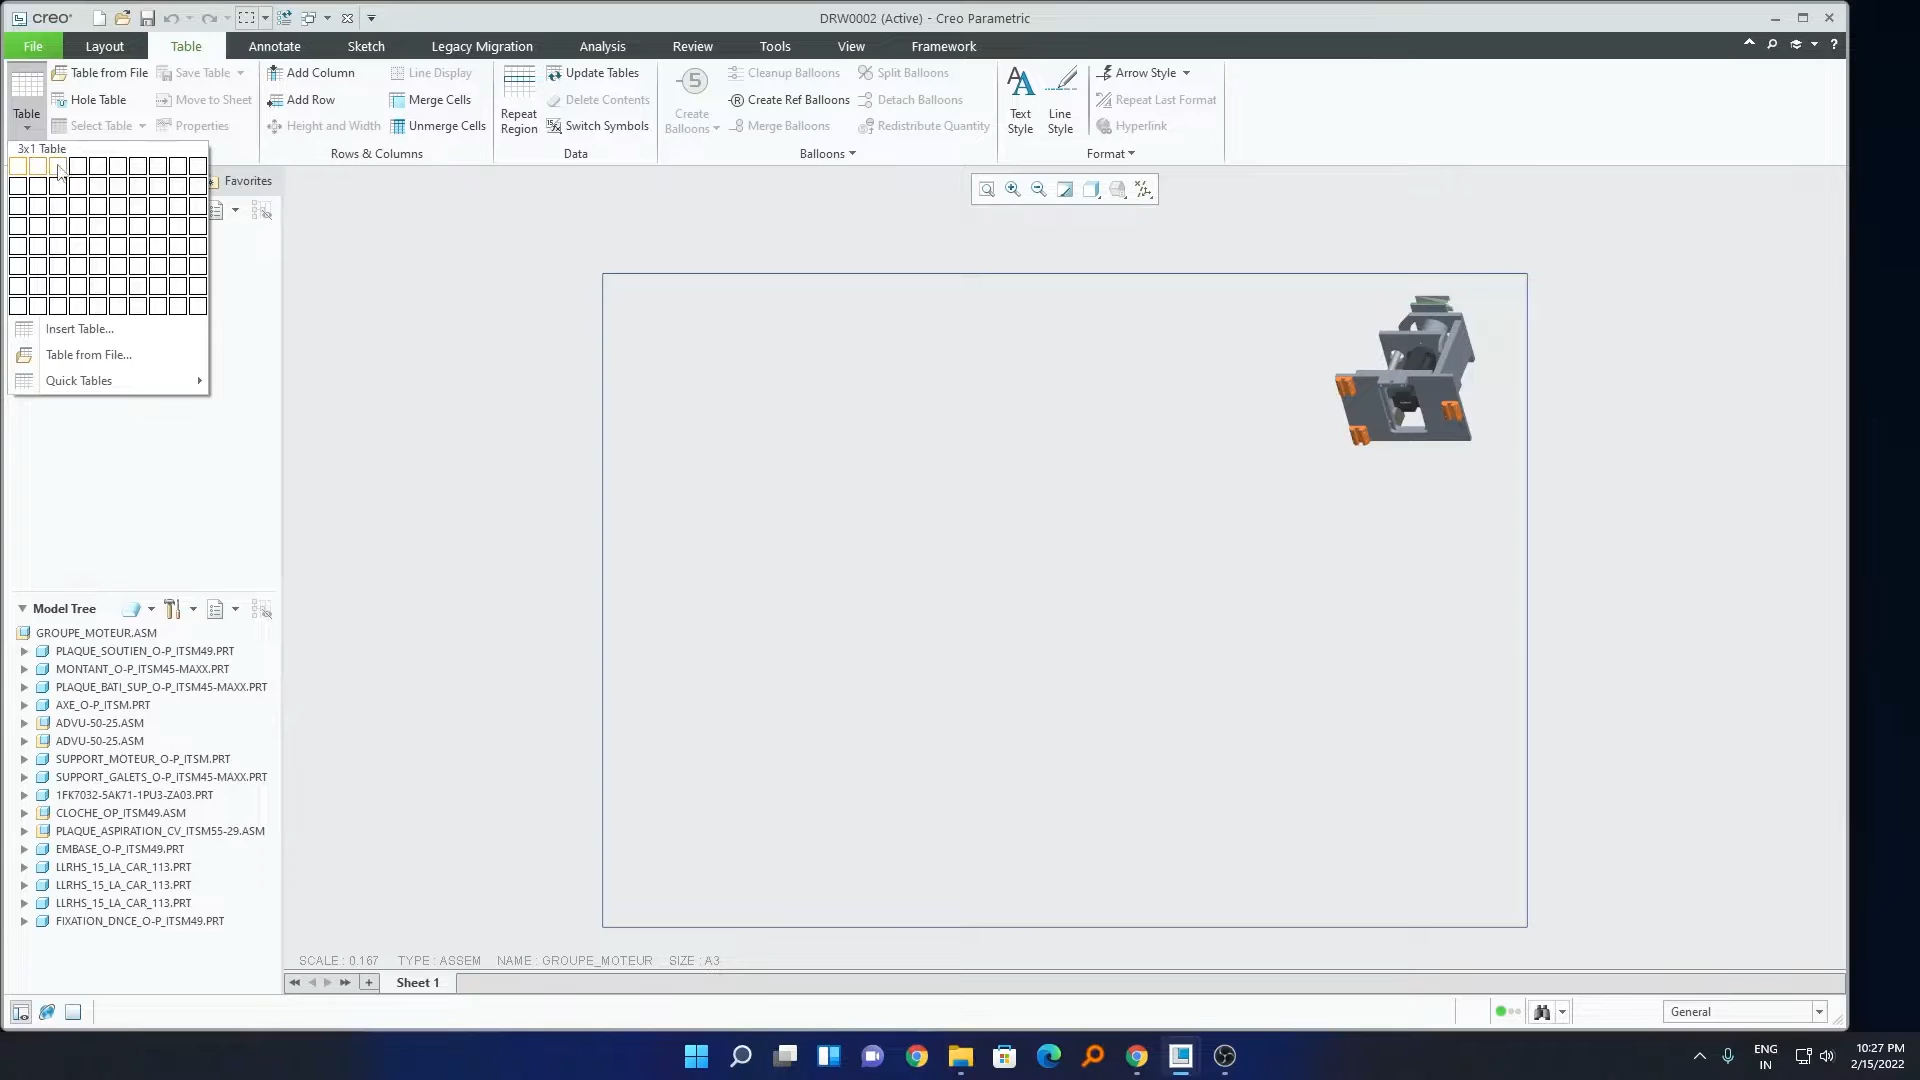 creo
DRW0002 (Active) - Creo Parametric
File Layout Table Annotate Sketch Legacy Migration Analysis Review Tools View Framework
Table
Table from File
Save Table
Hole Table
Move to Sheet
Select Table
Properties
Add Column
Line Display
Add Row
Merge Cells
Height and Width
Unmerge Cells
Rows & Columns
Repeat
Region
Update Tables
Delete Contents
Switch Symbols
Data
5
Create
Balloons
Cleanup Balloons
Split Balloons
Create Ref Balloons
Detach Balloons
Merge Balloons
Redistribute Quantity
Balloons
Text
Style
Line
Style
Arrow Style
Repeat Last Format
Hyperlink
Format
3x1 Table
Insert Table...
Table from File...
Quick Tables
Favorites
Model Tree
GROUPE_MOTEUR.ASM
PLAQUE_SOUTIEN_O-P_ITSM49.PRT
MONTANT_O-P_ITSM45-MAXX.PRT
PLAQUE_BATI_SUP_O-P_ITSM45-MAXX.PRT
AXE_O-P_ITSM.PRT
ADVU-50-25.ASM
ADVU-50-25.ASM
SUPPORT_MOTEUR_O-P_ITSM.PRT
SUPPORT_GALETS_O-P_ITSM45-MAXX.PRT
1FK7032-5AK71-1PU3-ZA03.PRT
CLOCHE_OP_ITSM49.ASM
PLAQUE_ASPIRATION_CV_ITSM55-29.ASM
EMBASE_O-P_ITSM49.PRT
LLRHS_15_LA_CAR_113.PRT
LLRHS_15_LA_CAR_113.PRT
LLRHS_15_LA_CAR_113.PRT
FIXATION_DNCE_O-P_ITSM49.PRT
SCALE : 0.167 TYPE : ASSEM NAME : GROUPE_MOTEUR SIZE : A3
Sheet 1
General
ENG
IN
10:27 PM
2/15/2022